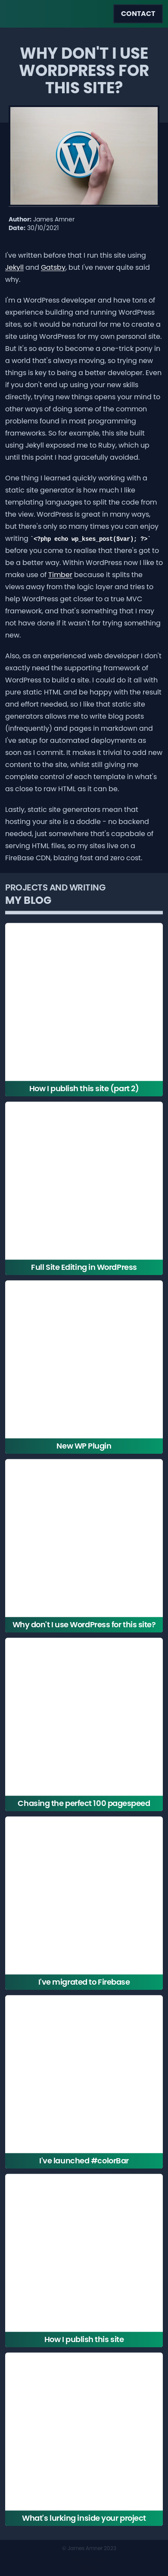 CONTACT
WHY DON'T I USE
WORDPRESS FOR
THIS SITE?
Author: James Amner
Date: 30/10/2021
I've written before that I run this site using
Jekyll and Gatsby, but I've never quite said
why.
I'm a WordPress developer and have tons of
experience building and running WordPress
sites, so it would be natural for me to create a
site using WordPress for my own personal site.
But it's so easy to become a one-trick pony in
a world that's always moving, so trying new
things is key to being a better developer. Even
if you don't end up using your new skills
directly, trying new things opens your mind to
other ways of doing some of the common
problems found in most programming
frameworks. So for example, this site built
using Jekyll exposed me to Ruby, which up til
this point I had gracefully avoided.
One thing I learned quickly working with a
static site generator is how much I like
templating languages to split the code from
the view. WordPress is great in many ways,
but there's only so many times you can enjoy
writing `<?php echo wp_kses_post($var); ?>`
before you come to realise that there's got to
be a better way. Within WordPress now I like to
make use of Timber because it splits the
views away from the logic layer and tries to
help WordPress get closer to a true MVC
framework, and that's something that I may
not have done if it wasn't for trying something
new.
Also, as an experienced web developer I don't
exactly need the supporting framework of
WordPress to build a site. I could do it all with
pure static HTML and be happy with the result
and effort needed, so I like that static site
generators allow me to write blog posts
(infrequently) and pages in markdown and
I've setup for automated deployments as
soon as I commit. It makes it trivial to add new
content to the site, whilst still giving me
complete control of each template in what's
as close to raw HTML as it can be.
Lastly, static site generators mean that
hosting your site is a doddle - no backend
needed, just somewhere that's capabale of
serving HTML files, so my sites live on a
FireBase CDN, blazing fast and zero cost.
PROJECTS AND WRITING
MY BLOG
How I publish this site (part 2)
Full Site Editing in WordPress
New WP Plugin
Why don't I use WordPress for this site?
Chasing the perfect 100 pagespeed
I've migrated to Firebase
I've launched #colorBar
How I publish this site
What's lurking inside your project
© James Amner 2023